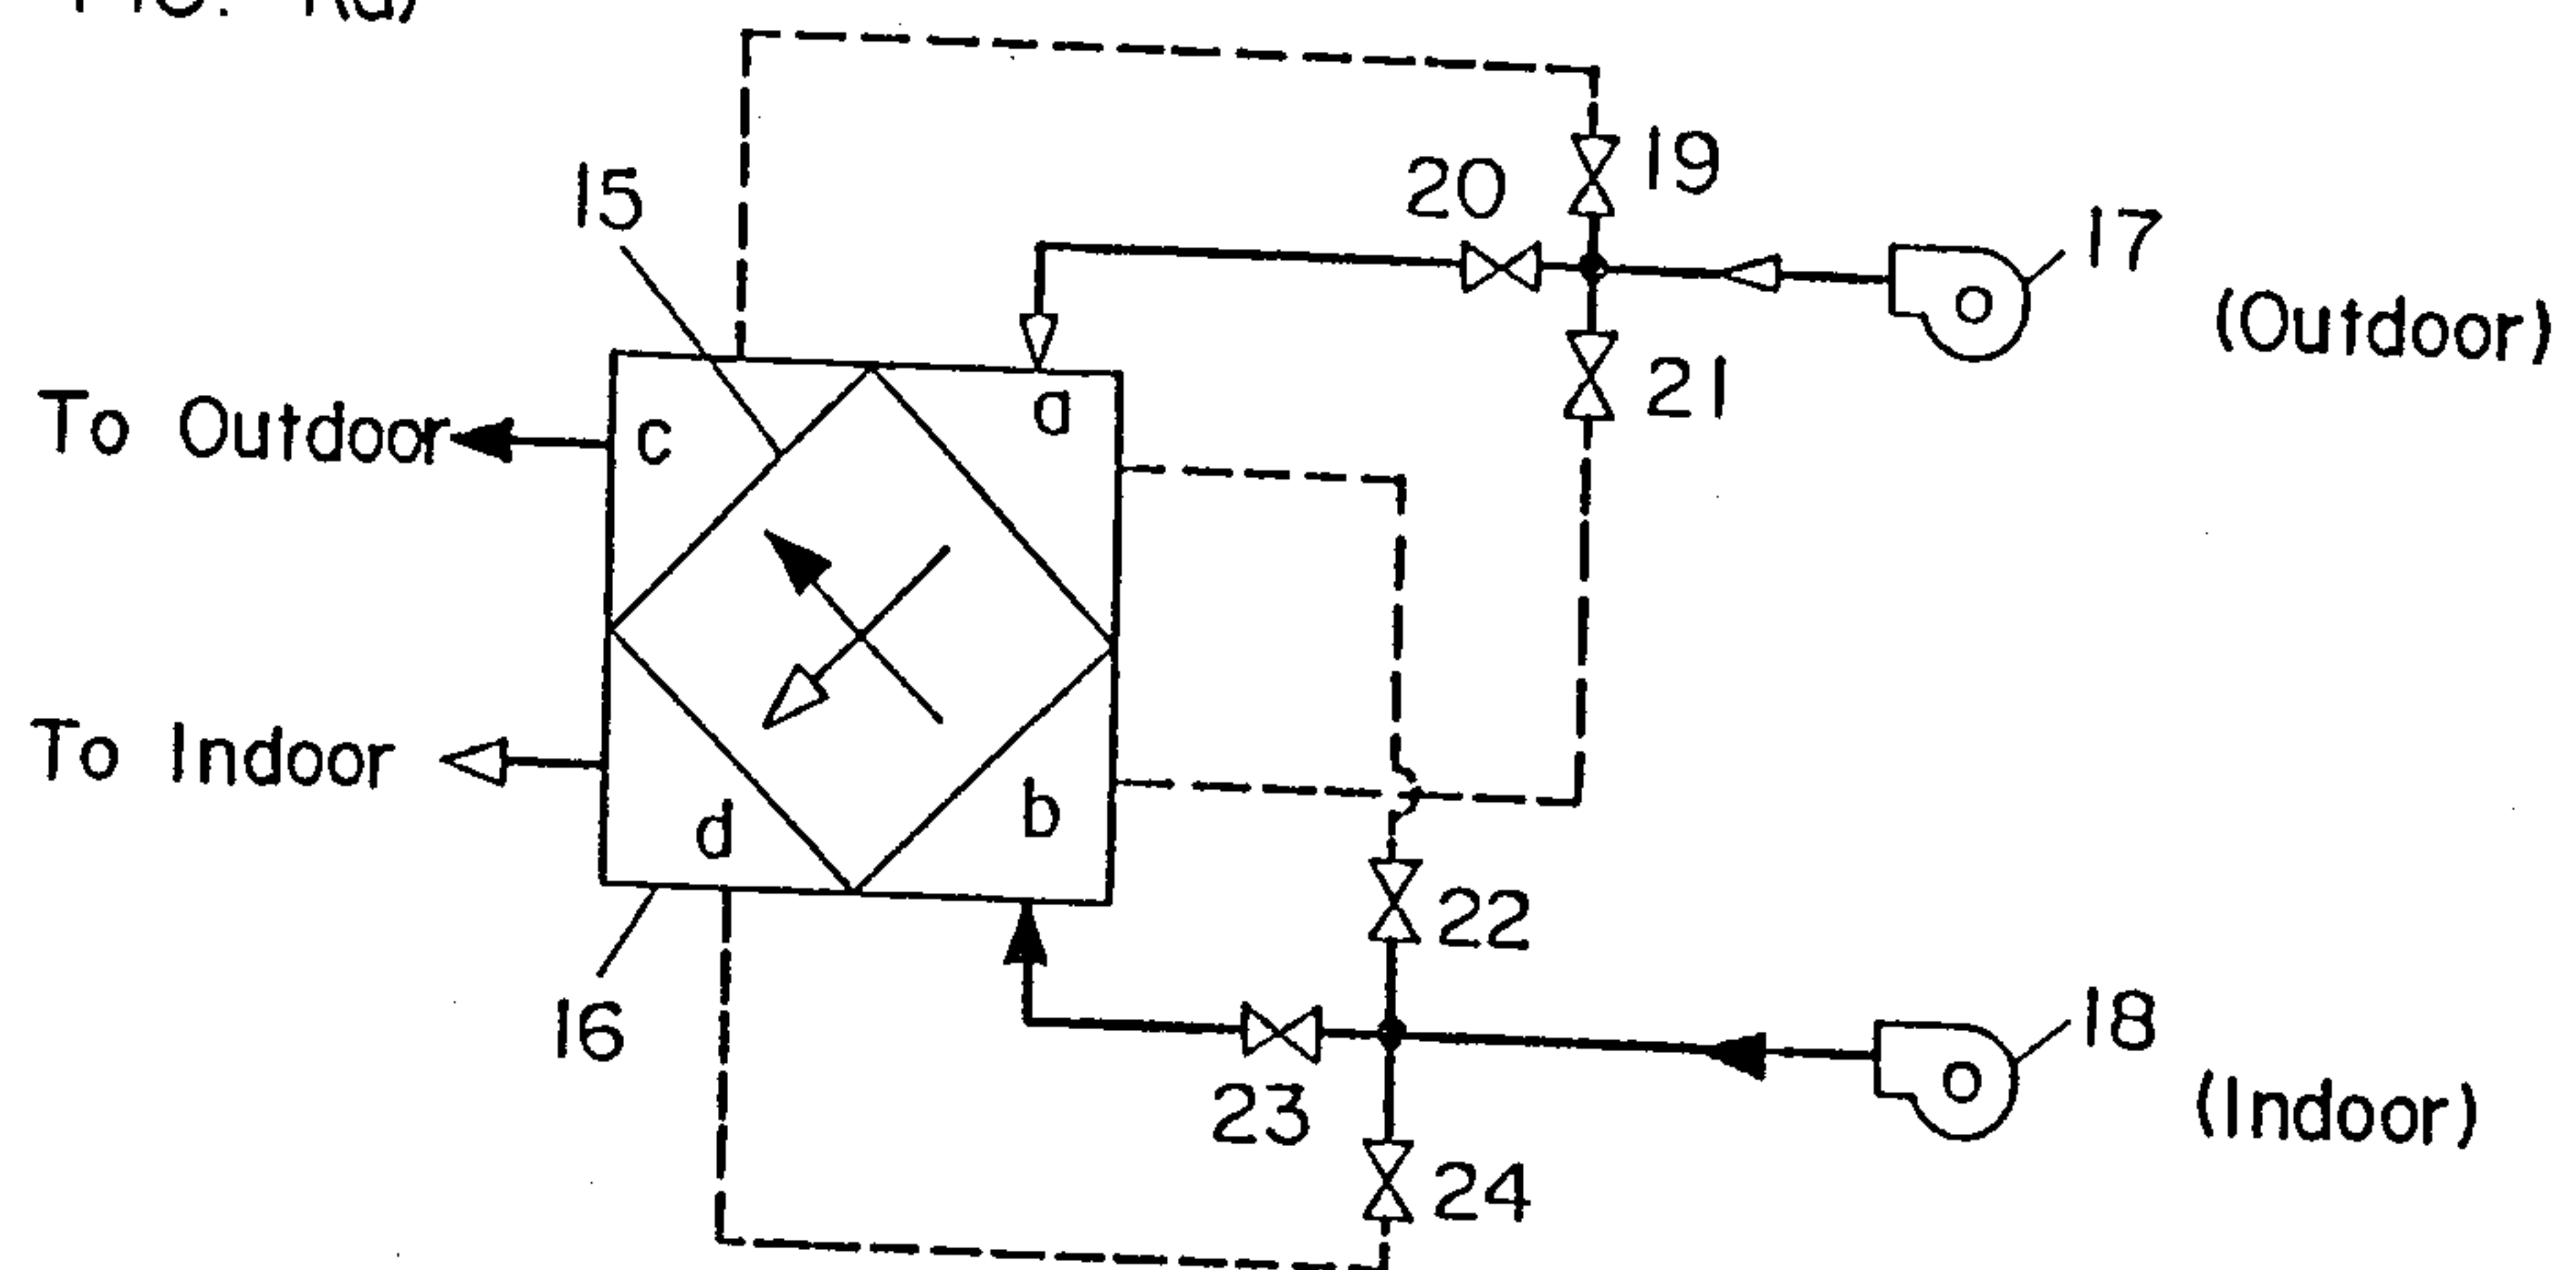 19
20
15
17
(Outdoor)
21
a
To Outdoor
c
To Indoor
d
b
22
16
18
23
(Indoor)
24